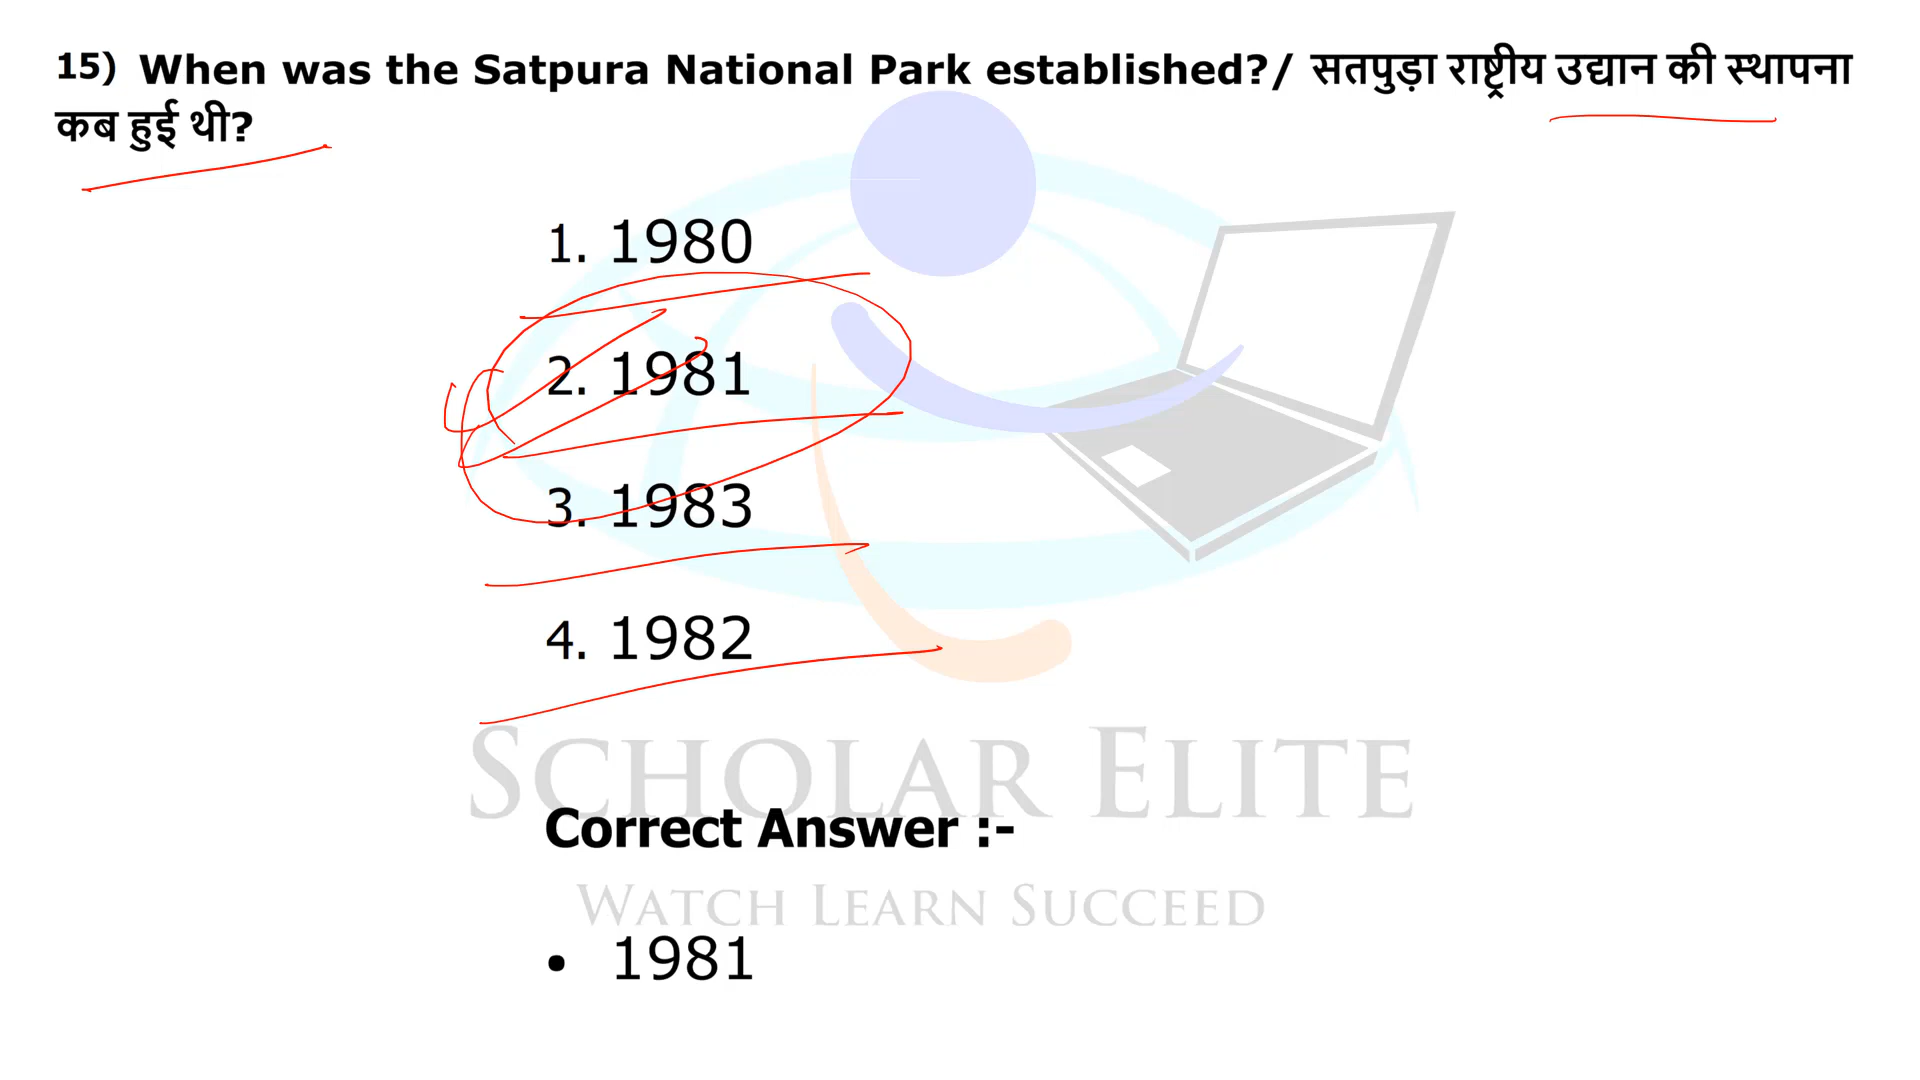 15) When was the Satpura National Park established?/ सतपुड़ा राष्ट्रीय उद्यान की स्थापना
कब हुई थी?
1. 1980
2. 1981
3. 1983
4. 1982
SCHOLAR ELITE
Correct Answer :-
WATCH LEARN SUCCEED
• 1981